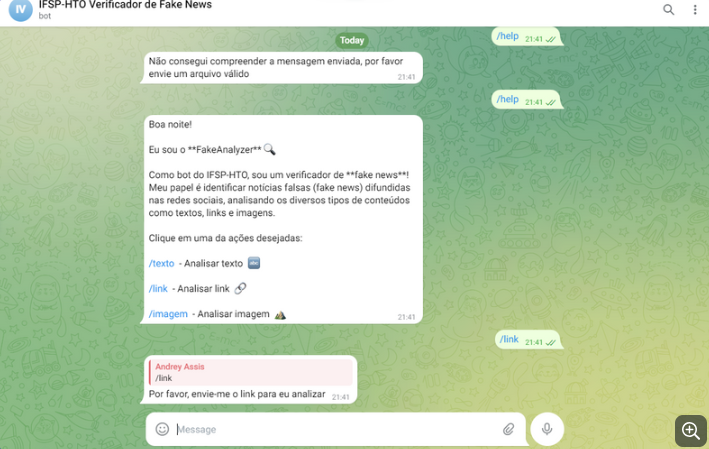 IV
IFSP-HTO Verificador de Fake News
bot
/help 21:41
Today
Não consegui compreender a mensagem enviada, por favor
envie um arquivo válido
21:41
/help 21:41
Boa noite!
Eu sou o **FakeAnalyzer**
Como bot do IFSP-HTO, sou um verificador de **fake news**!
Meu papel é identificar notícias falsas (fake news) difundidas
nas redes sociais, analisando os diversos tipos de conteúdos
como textos, links e imagens.
Clique em uma da ações desejadas:
/texto - Analisar texto abc
/link - Analisar link
/imagem - Analisar imagem
21:41
/link 21:41
Andrey Assis
/link
Por favor, envie-me o link para eu analizar 21:41
Message